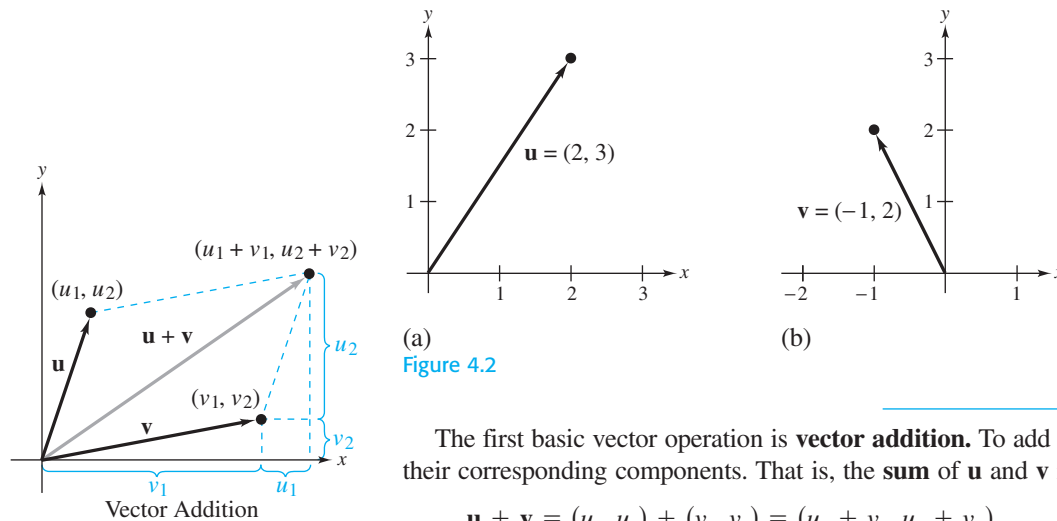 y
(u1 + v1, u2 + v2)
(u1, u2)
u + v
u
u2
(v1, v2)
v
v2
x
v1
u1
Vector Addition
y
3
2
u = (2, 3)
1
x
1 2 3
(a)
Figure 4.2
y
3
2
v = (−1, 2)
1
−2 −1 1
(b)
The first basic vector operation is vector addition. To add
their corresponding components. That is, the sum of u and v